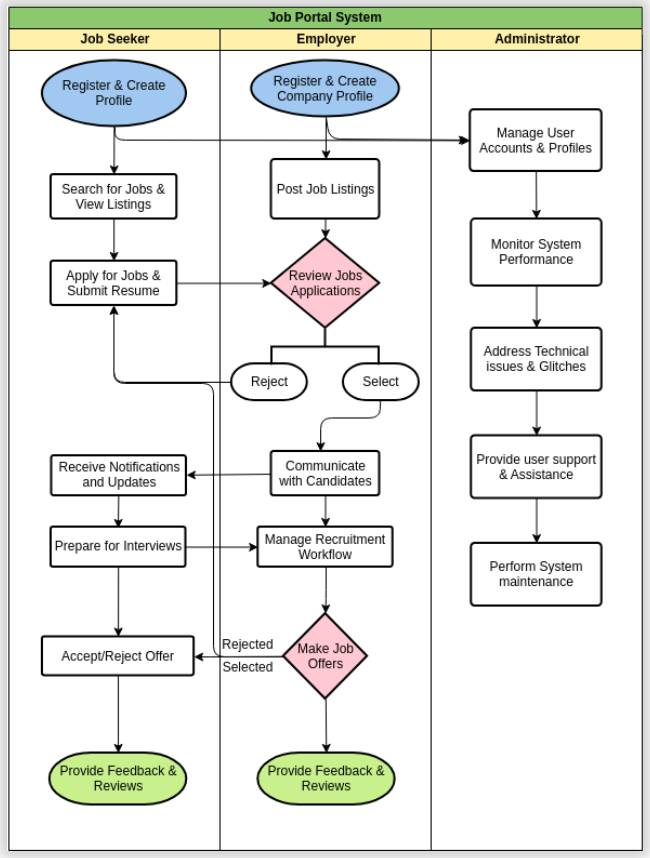 Job Portal System
Job Seeker
Employer
Administrator
Register & Create
Profile
Register & Create
Company Profile
Manage User
Accounts & Profiles
Search for Jobs &
View Listings
Post Job Listings
Monitor System
Performance
Apply for Jobs &
Submit Resume
Review Jobs
Applications
Address Technical
issues & Glitches
Reject
Select
Receive Notifications
and Updates
Communicate
with Candidates
Provide user support
& Assistance
Prepare for Interviews
Manage Recruitment
Workflow
Perform System
maintenance
Accept/Reject Offer
Rejected
Selected
Make Job
Offers
Provide Feedback &
Reviews
Provide Feedback &
Reviews